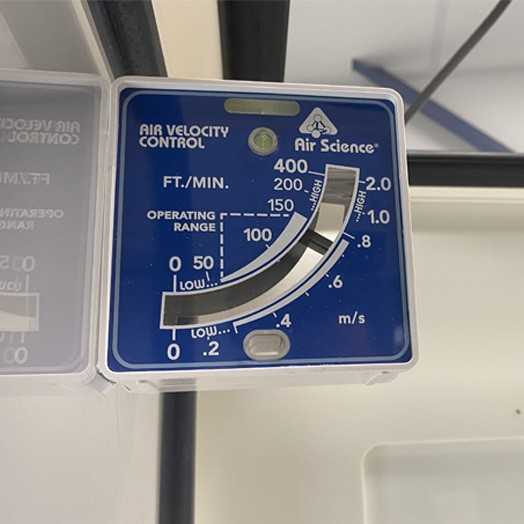 AIR VELOCITY
CONTROL
Air Science®
FT./MIN.
400
200
150
100
50
0
...HIGH
OPERATING
RANGE
LOW...
2.0
1.0
.8
.6
.4
.2
0
...HIGH
LOW...
m/s